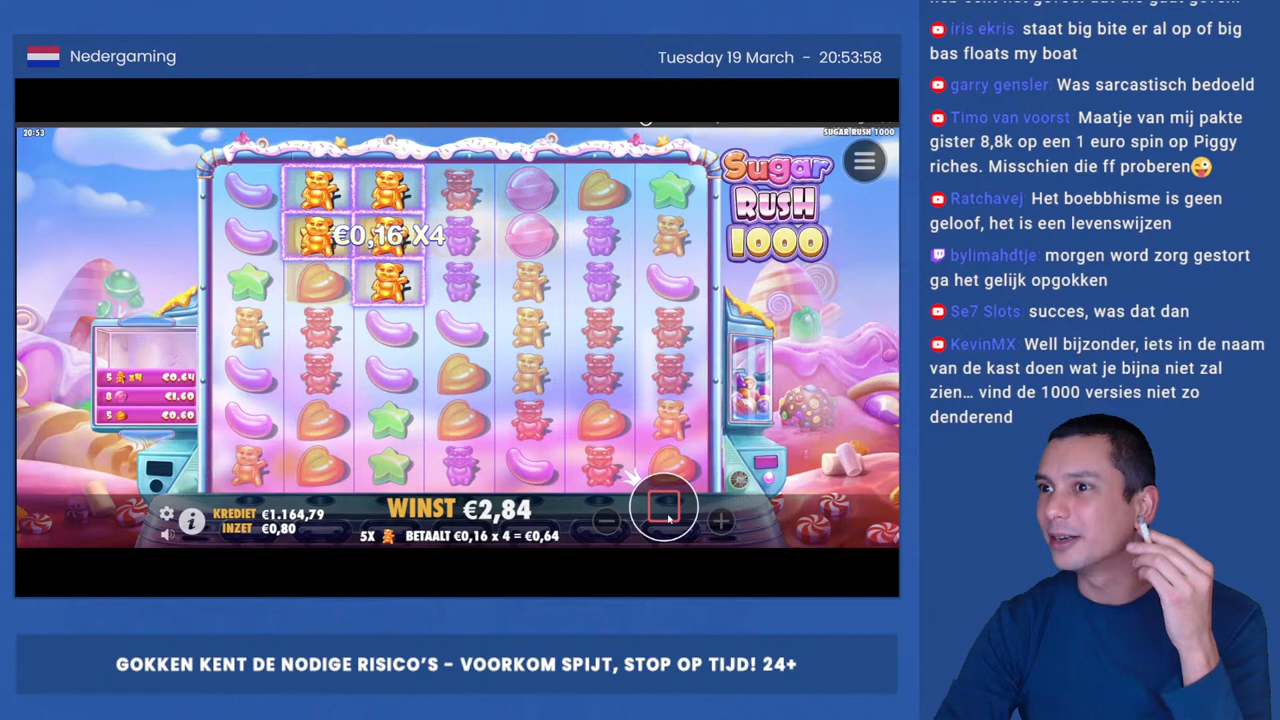 Nedergaming
Tuesday 19 March - 20:53:58
20:53
SUGAR RUSH 1000
Sugar
RUSH
1000
€0,16 X4
5 x4 €0.64
8 €1.60
5 €0.60
KREDIET €1.164,79
INZET €0,80
WINST €2,84
5X BETAALT €0,16 x 4 = €0,64
GOKKEN KENT DE NODIGE RISICO'S - VOORKOM SPIJT, STOP OP TIJD! 24+
iris ekris staat big bite er al op of big
bas floats my boat
garry gensler Was sarcastisch bedoeld
Timo van voorst Maatje van mij pakte
gister 8,8k op een 1 euro spin op Piggy
riches. Misschien die ff proberen😜
Ratchavej Het boebbhisme is geen
geloof, het is een levenswijzen
bylimahdtje morgen word zorg gestort
ga het gelijk opgokken
Se7 Slots succes, was dat dan
KevinMX Well bijzonder, iets in de naam
van de kast doen wat je bijna niet zal
zien... vind de 1000 versies niet zo
denderend